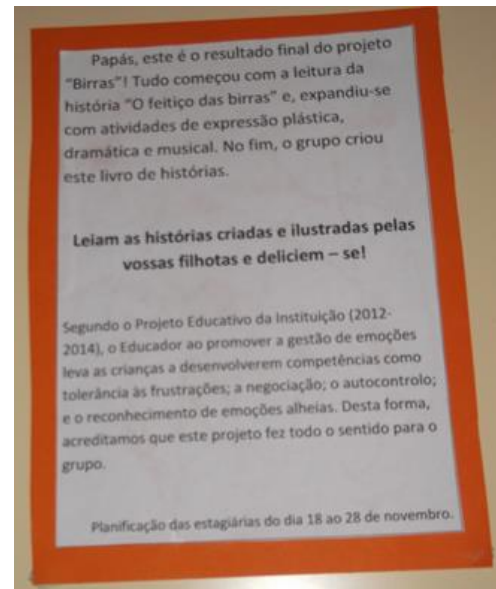 Papás, este é o resultado final do projeto
"Birras"! Tudo começou com a leitura da
história "O feitiço das birras" e, expandiu-se
com atividades de expressão plástica,
dramática e musical. No fim, o grupo criou
este livro de histórias.
Leiam as histórias criadas e ilustradas pelas
vossas filhotas e deliciem – se!
Segundo o Projeto Educativo da Instituição (2012-
2014), o Educador ao promover a gestão de emoções
leva as crianças a desenvolverem competências como
tolerância às frustrações; a negociação; o autocontrolo;
e o reconhecimento de emoções alheias. Desta forma,
acreditamos que este projeto fez todo o sentido para o
grupo.
Planificação das estagiárias do dia 18 ao 28 de novembro.